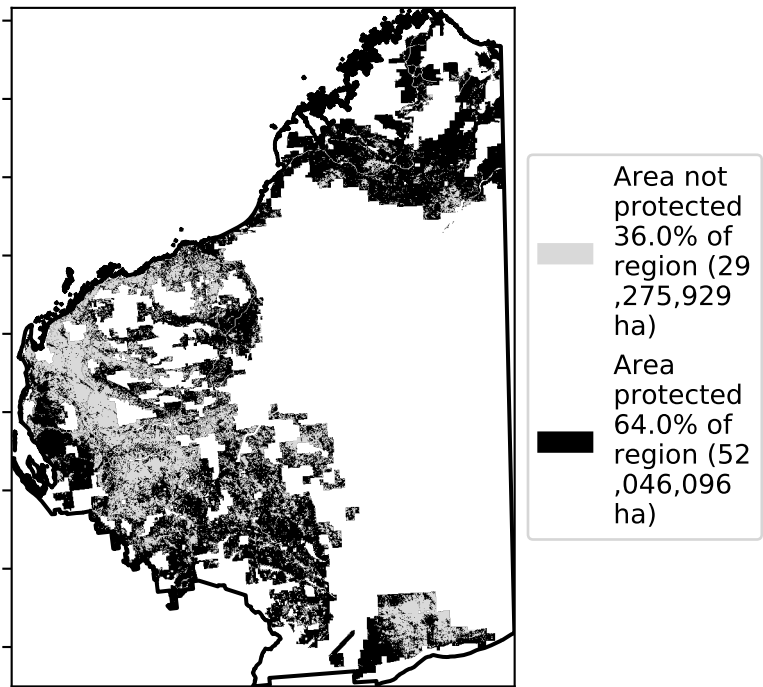 Area not
protected
36.0% of
region (29
,275,929
ha)
Area
protected
64.0% of
region (52
,046,096
ha)